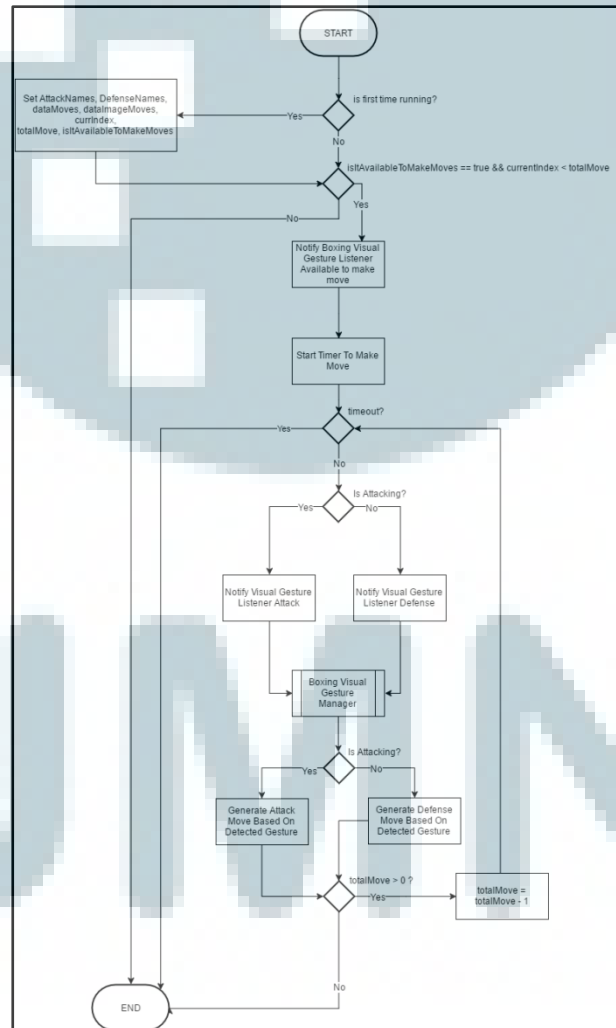 START
is first time running?
Yes
Set AttackNames, DefenseNames,
dataMoves, dataImageMoves,
currIndex,
totalMove, isItAvailableToMakeMoves
No
isItAvailableToMakeMoves == true && currentIndex < totalMove
Yes
No
Notify Boxing Visual
Gesture Listener
Available to make
move
Start Timer To Make
Move
timeout?
Yes
No
Is Attacking?
Yes
No
Notify Visual Gesture
Listener Attack
Notify Visual Gesture
Listener Defense
Boxing Visual
Gesture
Manager
Is Attacking?
Yes
No
Generate Attack
Move Based On
Detected Gesture
Generate Defense
Move Based On
Detected Gesture
totalMove > 0 ?
Yes
totalMove =
totalMove - 1
No
END
UMN